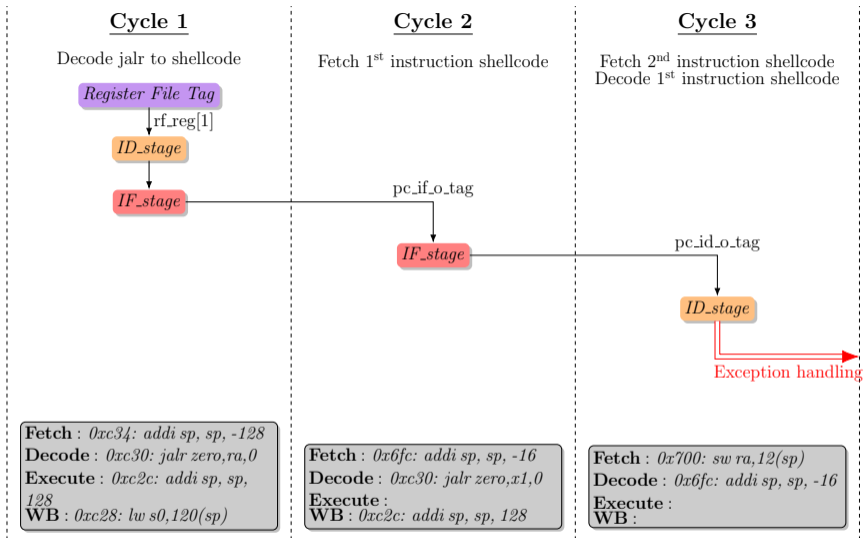 Cycle 1
Decode jalr to shellcode
Register File Tag
rf_reg[1]
ID_stage
IF_stage
Fetch : 0xc34: addi sp, sp, -128
Decode : 0xc30: jalr zero,ra,0
Execute : 0xc2c: addi sp, sp,
128
WB : 0xc28: lw s0,120(sp)
Cycle 2
Fetch 1st instruction shellcode
pc_if_o_tag
IF_stage
Fetch : 0x6fc: addi sp, sp, -16
Decode : 0xc30: jalr zero,x1,0
Execute :
WB : 0xc2c: addi sp, sp, 128
Cycle 3
Fetch 2nd instruction shellcode
Decode 1st instruction shellcode
pc_id_o_tag
ID_stage
Exception handling
Fetch : 0x700: sw ra,12(sp)
Decode : 0x6fc: addi sp, sp, -16
Execute :
WB :